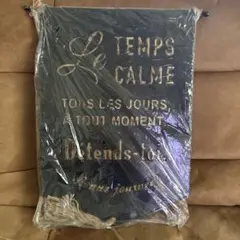 Le TEMPS
CALME
TOUS LES JOURS,
À TOUT MOMENT,
Détends-toi